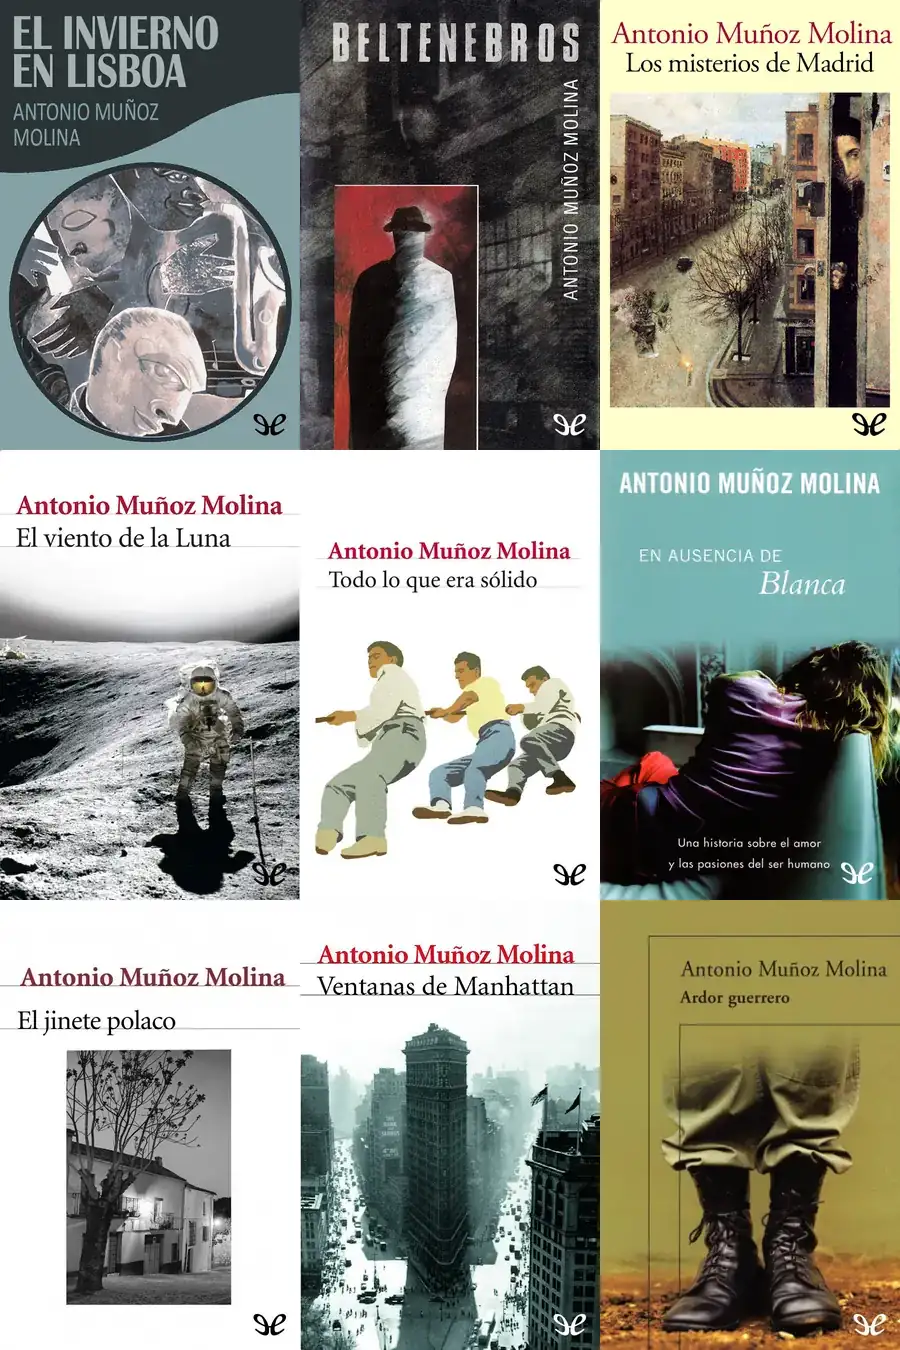 EL INVIERNO
EN LISBOA
ANTONIO MUÑOZ
MOLINA
BELTENEBROS
ANTONIO MUÑOZ MOLINA
Antonio Muñoz Molina
Los misterios de Madrid
Antonio Muñoz Molina
El viento de la Luna
Antonio Muñoz Molina
Todo lo que era sólido
ANTONIO MUÑOZ MOLINA
EN AUSENCIA DE
Blanca
Una historia sobre el amor
y las pasiones del ser humano
Antonio Muñoz Molina
El jinete polaco
Antonio Muñoz Molina
Ventanas de Manhattan
Antonio Muñoz Molina
Ardor guerrero